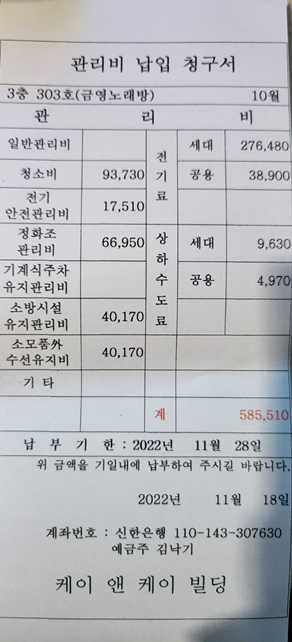 관리비 납입 청구서
3층 303호(금영노래방) 10월
관 리 비
일반관리비 전기료 세대 276,480
청소비 93,730 공용 38,900
전기
안전관리비 17,510
정화조
관리비 66,950 상하수도료 세대 9,630
기계식주차
유지관리비 공용 4,970
소방시설
유지관리비 40,170
소모품外
수선유지비 40,170
기 타
계 585,510
납 부 기 한 : 2022년 11월 28일
위 금액을 기일내에 납부하여 주시길 바랍니다.
2022년 11월 18일
계좌번호 : 신한은행 110-143-307630
예금주 김낙기
케이 앤 케이 빌딩